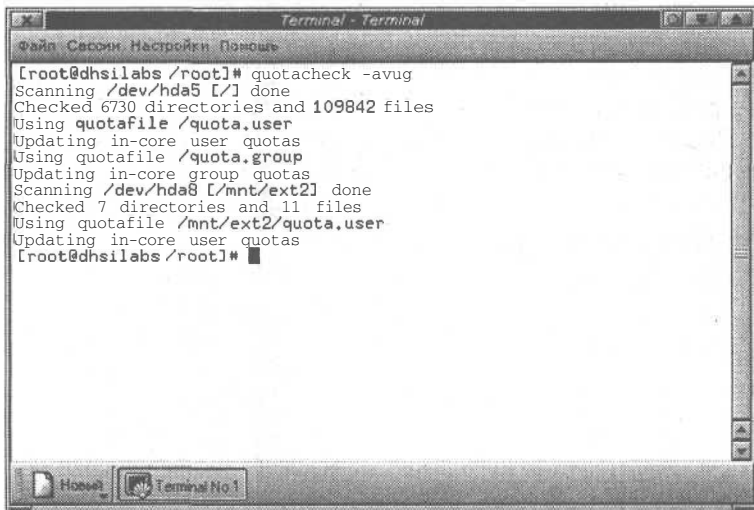 Terminal - Terminal
Файл Сессии Настройки Помощь
[root@dhsilabs /root]# quotacheck -avug
Scanning /dev/hda5 [/] done
Checked 6730 directories and 109842 files
Using quotafile /quota.user
Updating in-core user quotas
Using quotafile /quota.group
Updating in-core group quotas
Scanning /dev/hda8 [/mnt/ext2] done
Checked 7 directories and 11 files
Using quotafile /mnt/ext2/quota.user
Updating in-core user quotas
[root@dhsilabs /root]#
Новый Terminal No 1